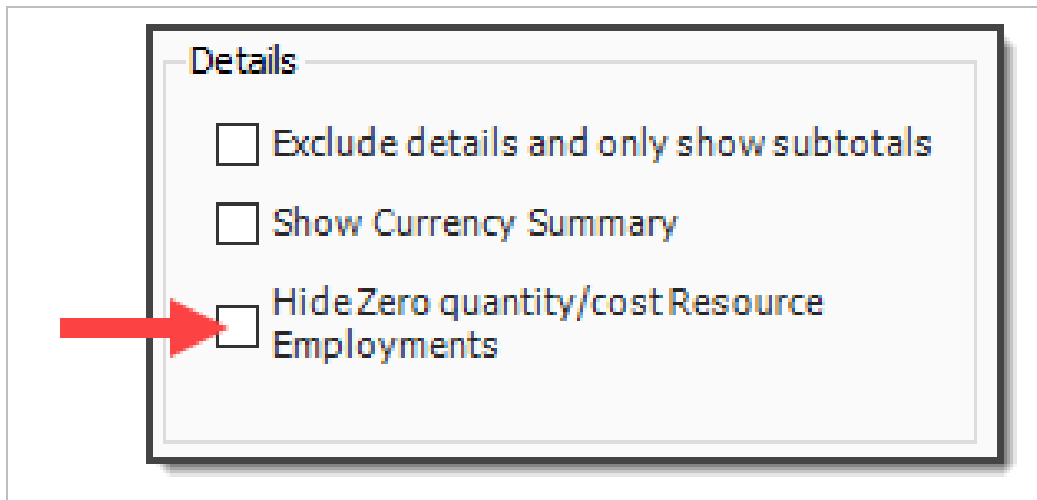 Details
Exclude details and only show subtotals
Show Currency Summary
Hide Zero quantity/cost Resource
Employments